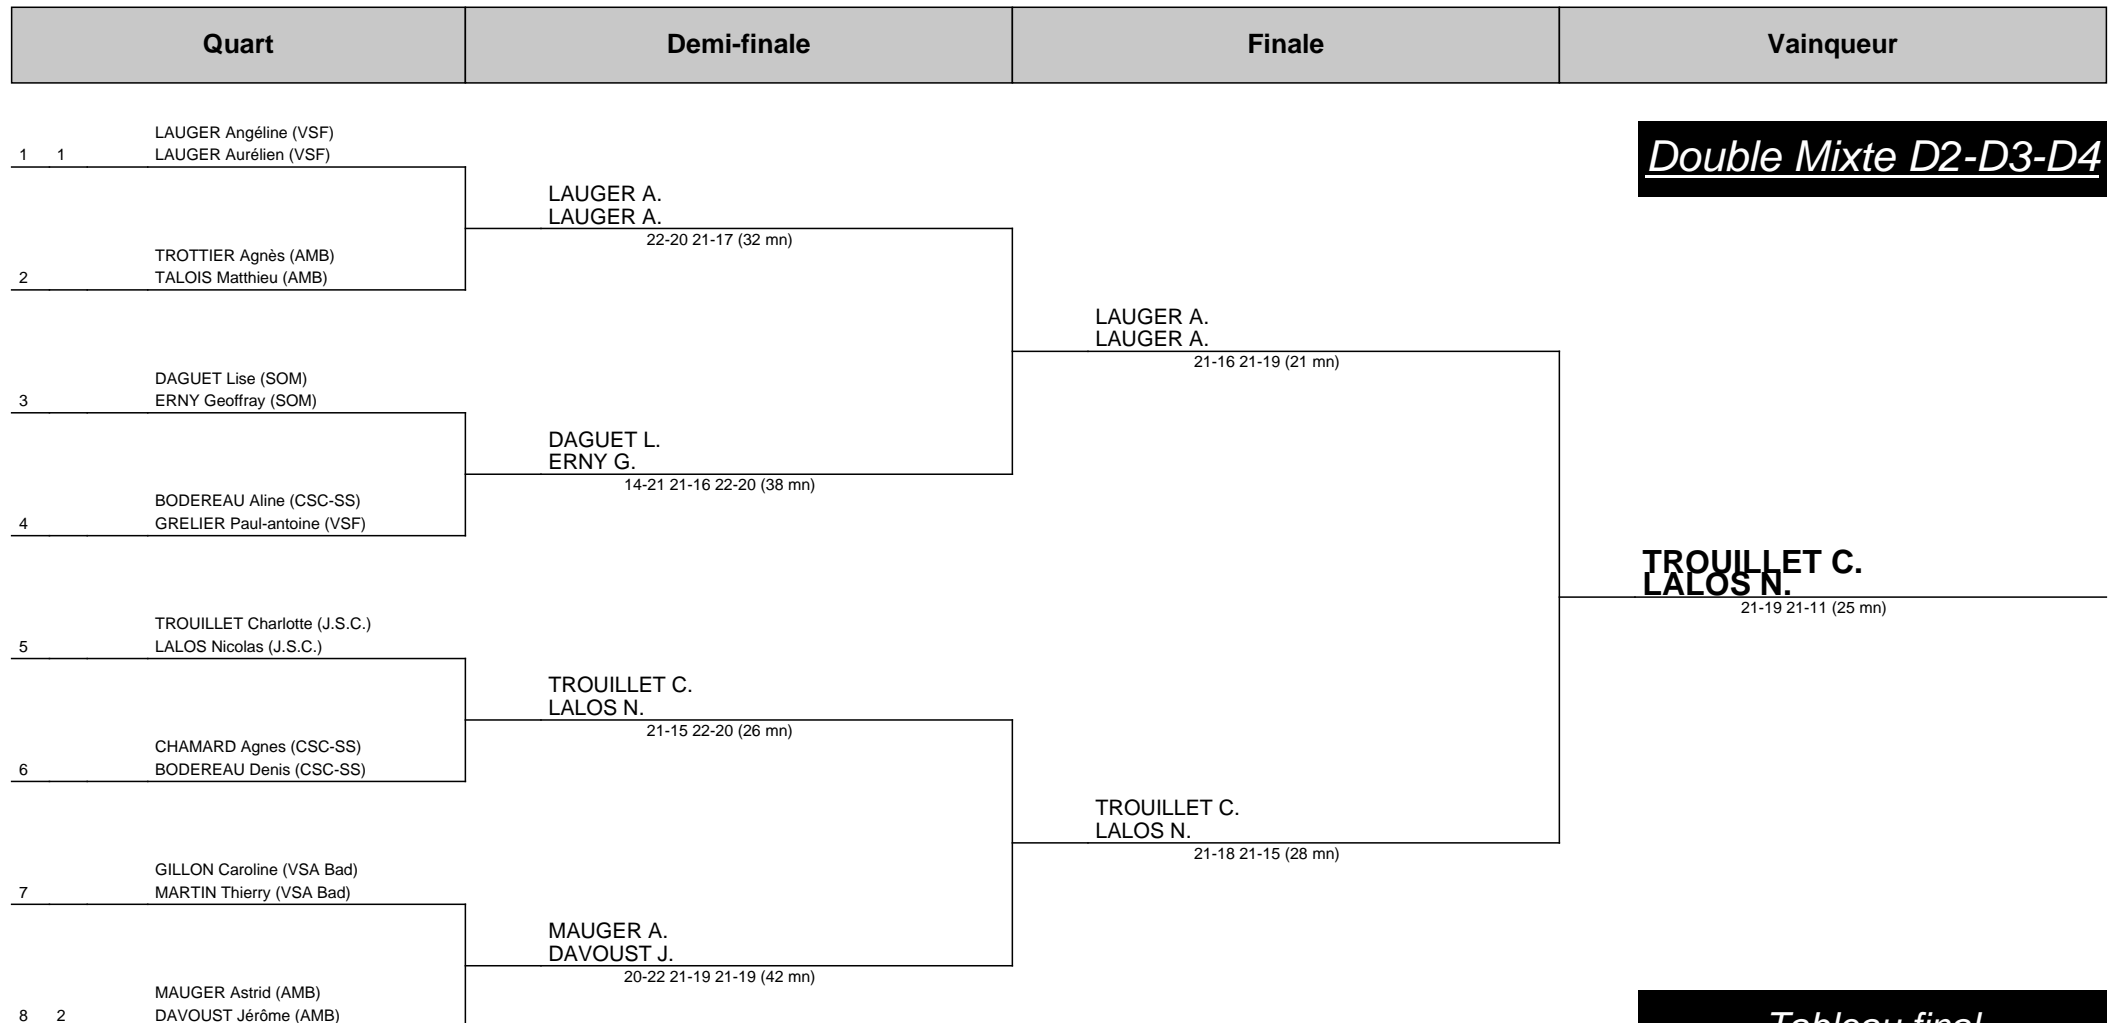 Quart Demi-finale Finale Vainqueur
Double Mixte D2-D3-D4
LAUGER Angéline (VSF)
1 1 LAUGER Aurélien (VSF)
LAUGER A.
LAUGER A.
22-20 21-17 (32 mn)
TROTTIER Agnès (AMB)
2 TALOIS Matthieu (AMB)
LAUGER A.
LAUGER A.
21-16 21-19 (21 mn)
DAGUET Lise (SOM)
3 ERNY Geoffray (SOM)
DAGUET L.
ERNY G.
14-21 21-16 22-20 (38 mn)
BODEREAU Aline (CSC-SS)
4 GRELIER Paul-antoine (VSF)
TROUILLET C.
LALOS N.
21-19 21-11 (25 mn)
TROUILLET Charlotte (J.S.C.)
5 LALOS Nicolas (J.S.C.)
TROUILLET C.
LALOS N.
21-15 22-20 (26 mn)
CHAMARD Agnes (CSC-SS)
6 BODEREAU Denis (CSC-SS)
TROUILLET C.
LALOS N.
21-18 21-15 (28 mn)
GILLON Caroline (VSA Bad)
7 MARTIN Thierry (VSA Bad)
MAUGER A.
DAVOUST J.
20-22 21-19 21-19 (42 mn)
MAUGER Astrid (AMB)
8 2 DAVOUST Jérôme (AMB)
Tableau final